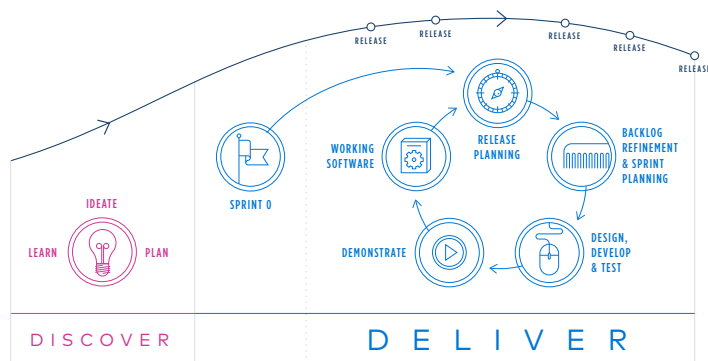 RELEASE
RELEASE
RELEASE
RELEASE
RELEASE
RELEASE
PLANNING
WORKING
SOFTWARE
BACKLOG
REFINEMENT
& SPRINT
PLANNING
SPRINT 0
IDEATE
LEARN
PLAN
DEMONSTRATE
DESIGN,
DEVELOP
& TEST
DISCOVER
DELIVER